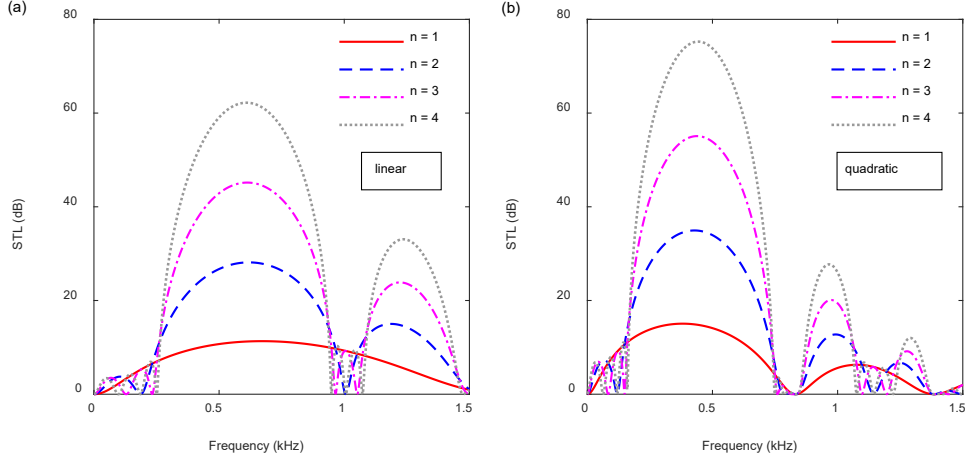 (a)
80
60
40
20
0
STL (dB)
n = 1
n = 2
n = 3
n = 4
linear
0
0.5
1
1.5
Frequency (kHz)
(b)
80
60
40
20
0
STL (dB)
n = 1
n = 2
n = 3
n = 4
quadratic
0
0.5
1
1.5
Frequency (kHz)